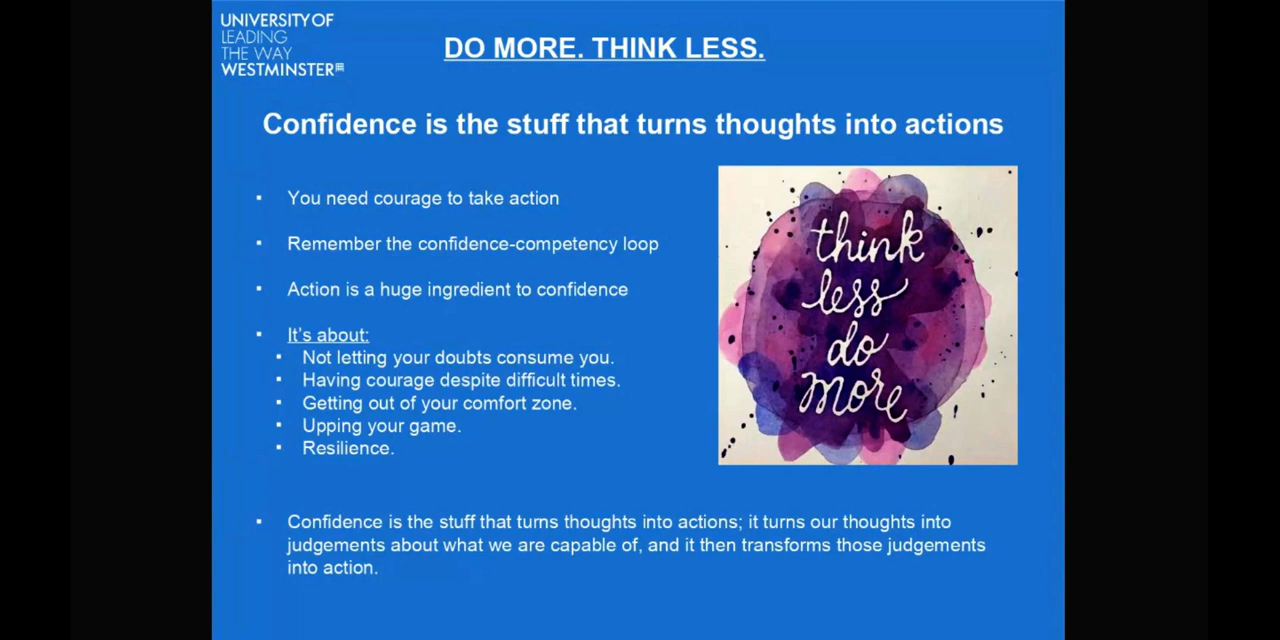 UNIVERSITY OF
LEADING
THE WAY
WESTMINSTER
DO MORE. THINK LESS.
Confidence is the stuff that turns thoughts into actions
▪ You need courage to take action
▪ Remember the confidence-competency loop
▪ Action is a huge ingredient to confidence
▪ It's about:
▪ Not letting your doubts consume you.
▪ Having courage despite difficult times.
▪ Getting out of your comfort zone.
▪ Upping your game.
▪ Resilience.
think
less
do
more
▪ Confidence is the stuff that turns thoughts into actions; it turns our thoughts into
judgements about what we are capable of, and it then transforms those judgements
into action.